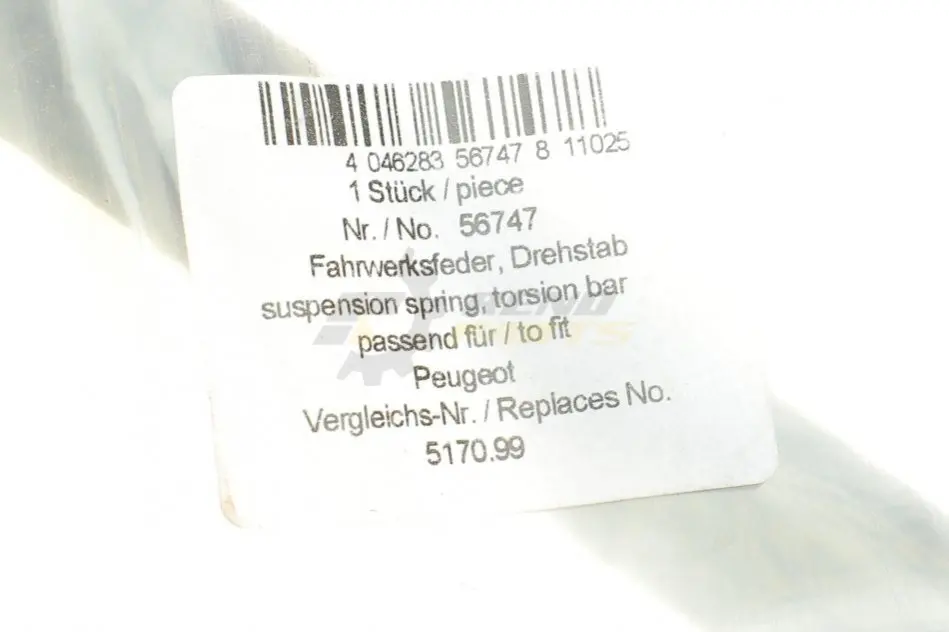 4 046283 56747 8 11025
1 Stück / piece
Nr. / No. 56747
Fahrwerksfeder, Drehstab
suspension spring, torsion bar
passend für / to fit
Peugeot
Vergleichs-Nr. / Replaces No.
5170.99